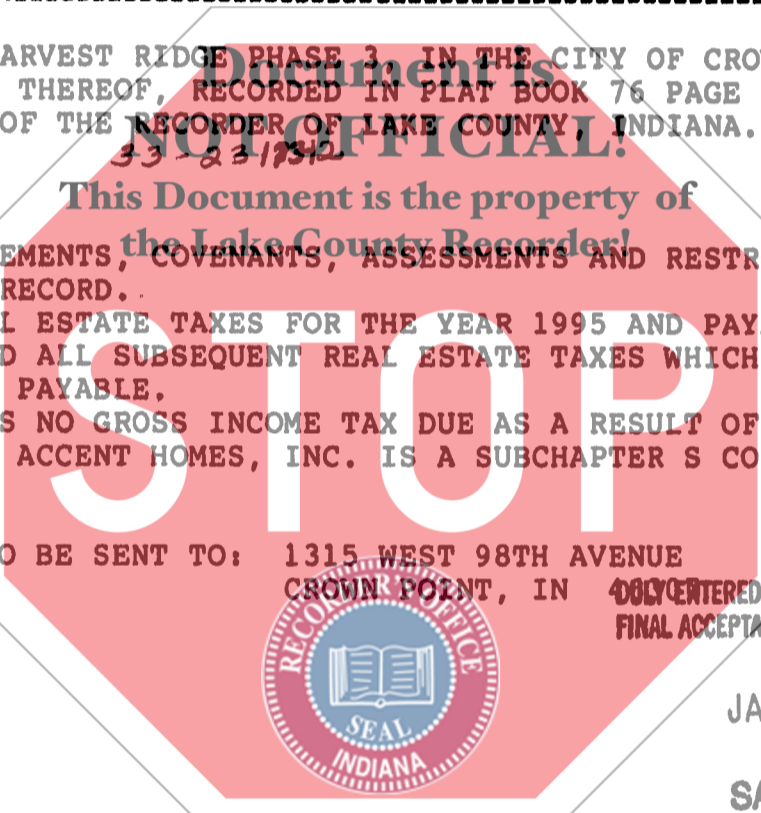 ARVEST RIDGE PHASE 3, IN THE CITY OF CROW
Document is
THEREOF, RECORDED IN PLAT BOOK 76 PAGE
OF THE RECORDER OF LAKE COUNTY, INDIANA.
NOT OFFICIAL!
This Document is the property of
the Lake County Recorder!
EMENTS, COVENANTS, ASSESSMENTS AND RESTR
RECORD.
L ESTATE TAXES FOR THE YEAR 1995 AND PAYA
D ALL SUBSEQUENT REAL ESTATE TAXES WHICH
PAYABLE.
S NO GROSS INCOME TAX DUE AS A RESULT OF
ACCENT HOMES, INC. IS A SUBCHAPTER S CO
STOP
O BE SENT TO: 1315 WEST 98TH AVENUE
CROWN POINT, IN
DULY ENTERED
FINAL ACCEPTA
RECORDER'S OFFICE
SEAL
INDIANA
JA
SA